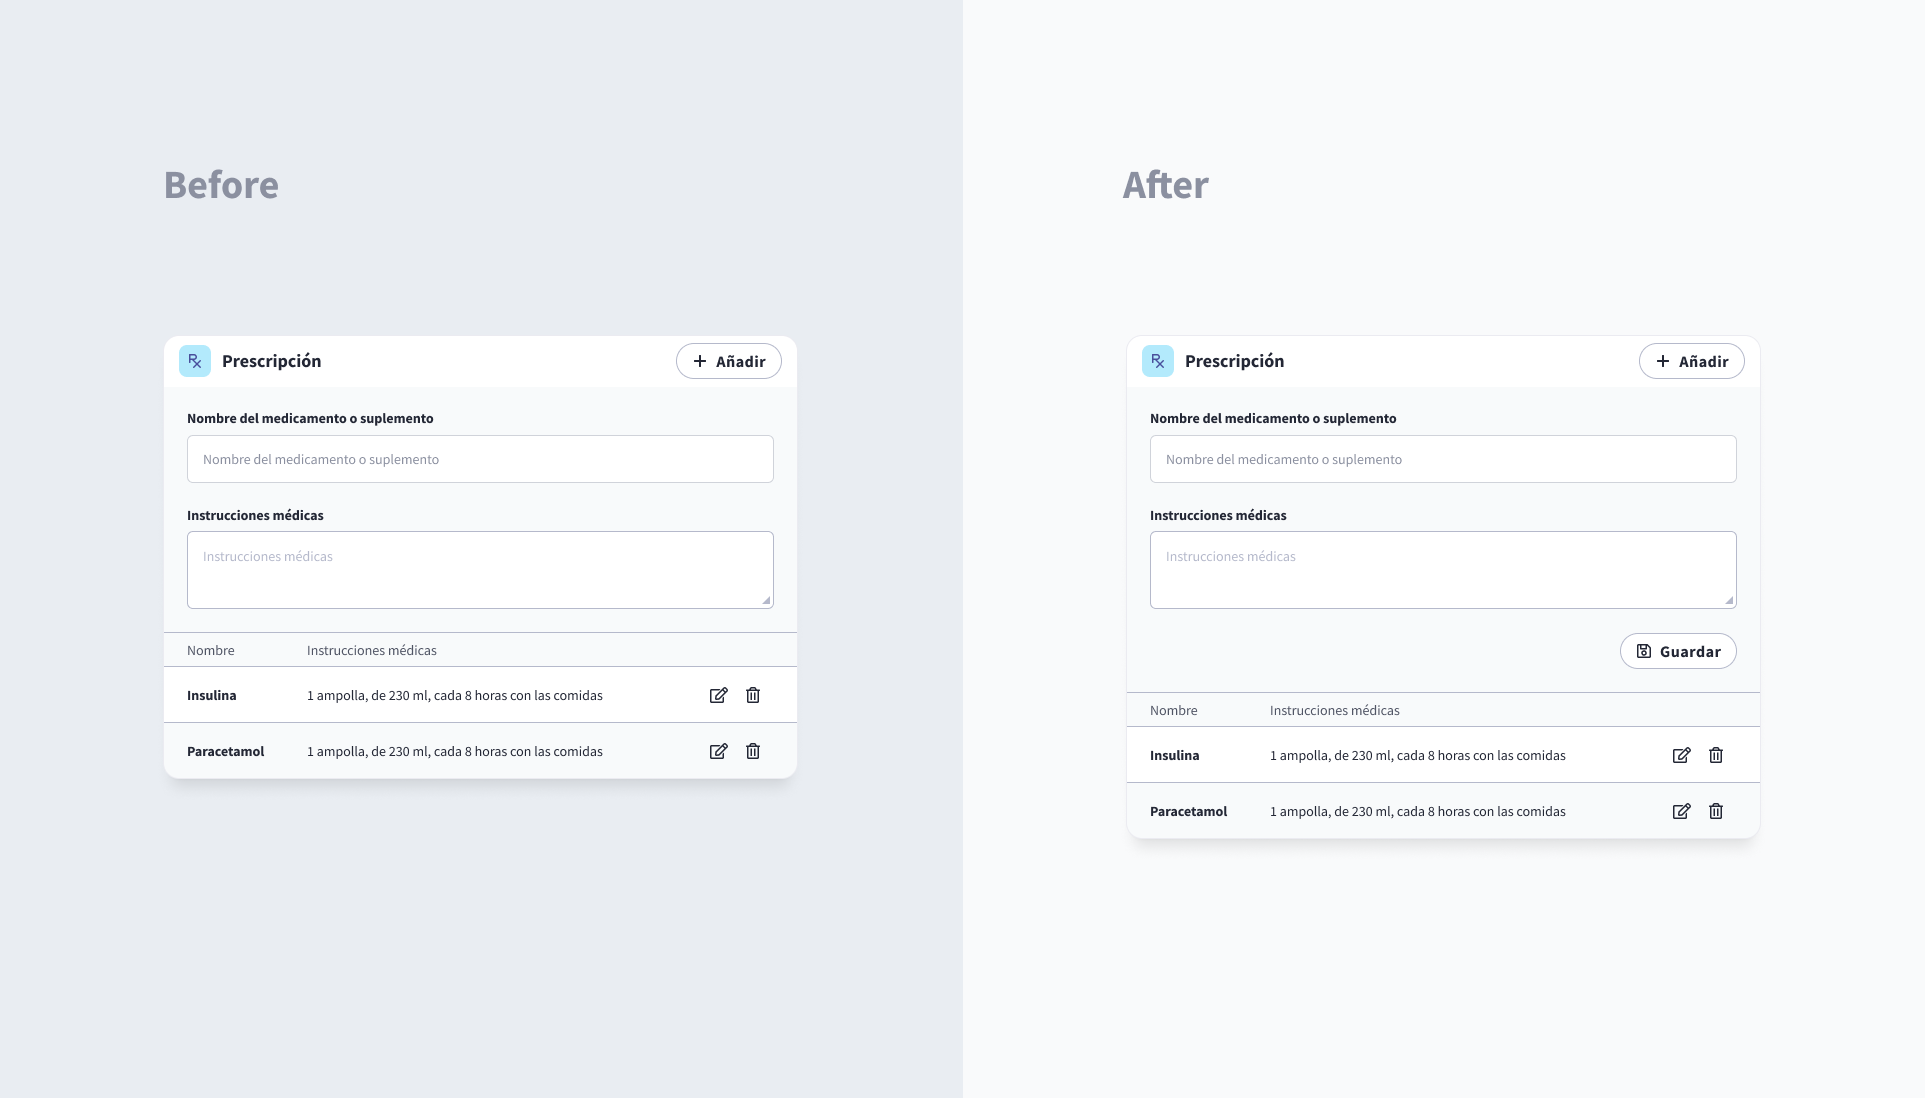 Before
Prescripción
Añadir
Nombre del medicamento o suplemento
Nombre del medicamento o suplemento
Instrucciones médicas
Instrucciones médicas
Nombre Instrucciones médicas
Insulina 1 ampolla, de 230 ml, cada 8 horas con las comidas
Paracetamol 1 ampolla, de 230 ml, cada 8 horas con las comidas
After
Prescripción
Añadir
Nombre del medicamento o suplemento
Nombre del medicamento o suplemento
Instrucciones médicas
Instrucciones médicas
Guardar
Nombre Instrucciones médicas
Insulina 1 ampolla, de 230 ml, cada 8 horas con las comidas
Paracetamol 1 ampolla, de 230 ml, cada 8 horas con las comidas